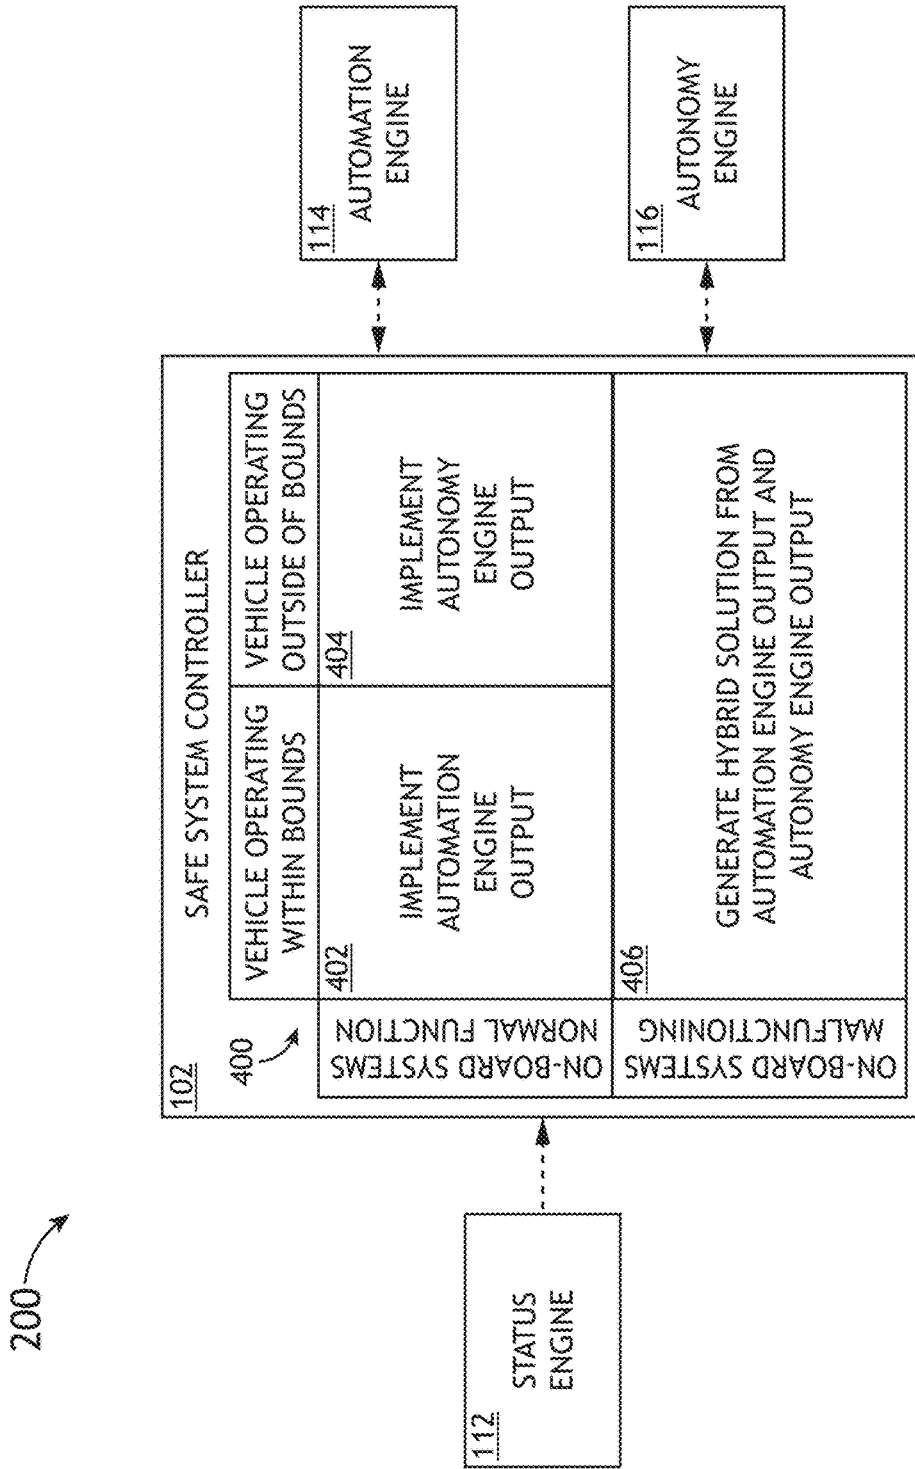 200
102
SAFE SYSTEM CONTROLLER
400
VEHICLE OPERATING
WITHIN BOUNDS
VEHICLE OPERATING
OUTSIDE OF BOUNDS
ON-BOARD SYSTEMS
NORMAL FUNCTION
402
IMPLEMENT
AUTOMATION
ENGINE
OUTPUT
404
IMPLEMENT
AUTONOMY
ENGINE
OUTPUT
ON-BOARD SYSTEMS
MALFUNCTIONING
406
GENERATE HYBRID SOLUTION FROM
AUTOMATION ENGINE OUTPUT AND
AUTONOMY ENGINE OUTPUT
112
STATUS
ENGINE
114
AUTOMATION
ENGINE
116
AUTONOMY
ENGINE